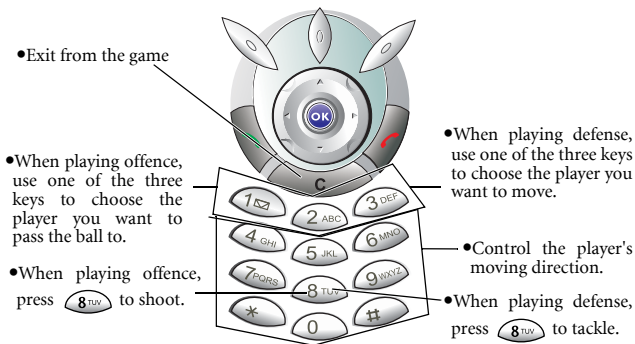 •Exit from the game
OK
C
•When playing offence,
use one of the three
keys to choose the
player you want to
pass the ball to.
•When playing defense,
use one of the three keys
to choose the player you
want to move.
1
2 ABC
3 DEF
4 GHI
5 JKL
6 MNO
7 PQRS
8 TUV
9 WXYZ
*
0
#
•Control the player's
moving direction.
•When playing offence,
press 8 TUV to shoot.
•When playing defense,
press 8 TUV to tackle.